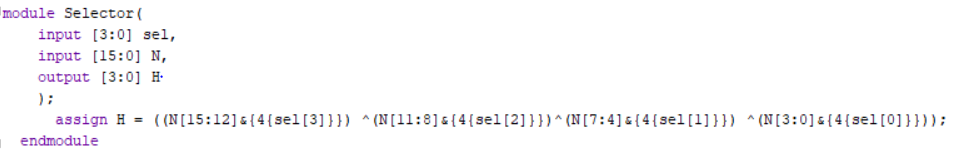 module Selector(
input [3:0] sel,
input [15:0] N,
output [3:0] H
);
assign H = ((N[15:12]&{4{sel[3]}}) ^(N[11:8]&{4{sel[2]}})^(N[7:4]&{4{sel[1]}}) ^(N[3:0]&{4{sel[0]}}));
endmodule